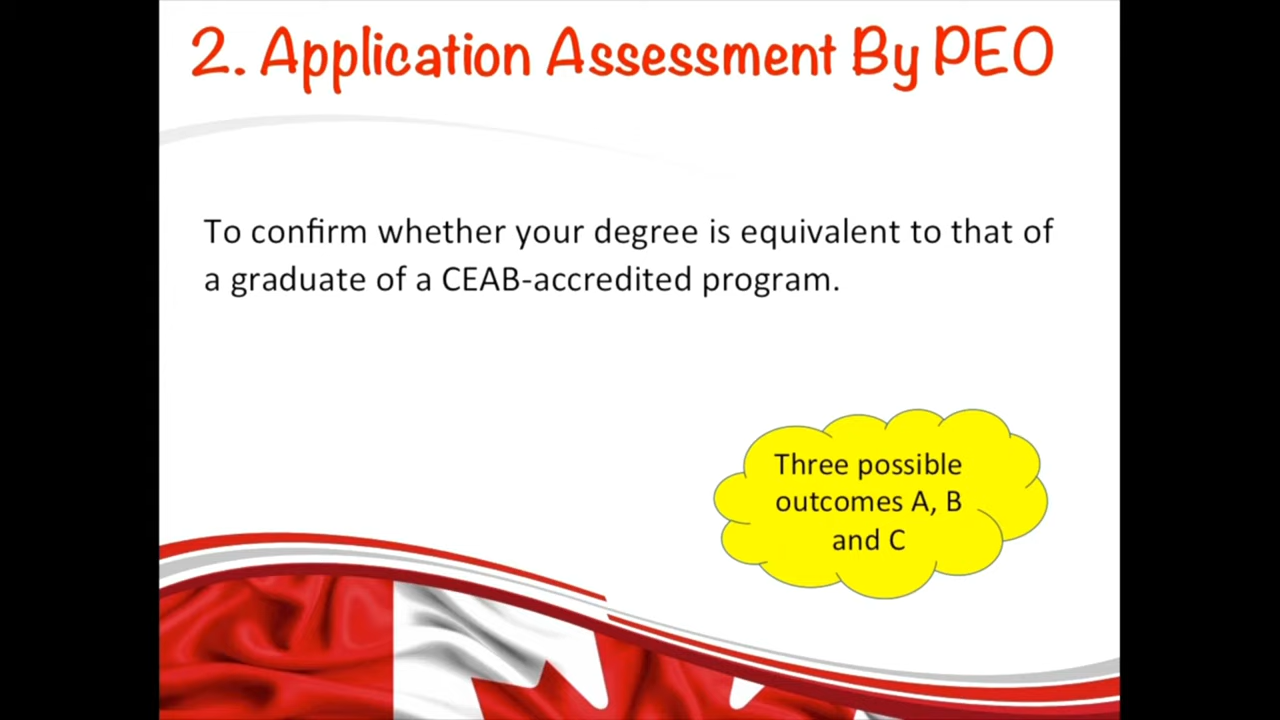 2. Application Assessment By PEO
To confirm whether your degree is equivalent to that of
a graduate of a CEAB-accredited program.
Three possible
outcomes A, B
and C